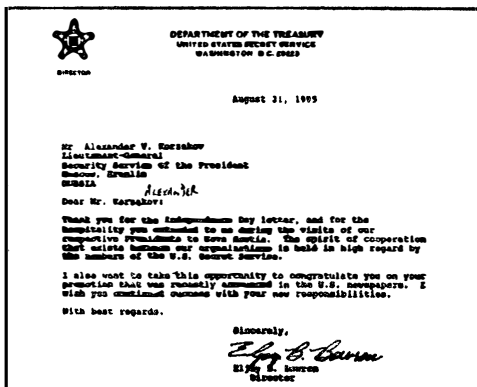 DEPARTMENT OF THE TREASURY
UNITED STATES SECRET SERVICE
WASHINGTON D.C. 20223
DIRECTOR
August 31, 1995
Mr Alexander V. Korzakov
Lieutenant-General
Security Service of the President
Moscow, Kremlin
RUSSIA
ALEXANDER
Dear Mr. Korzakov:
Thank you for the Independence Day letter, and for the
hospitality you extended to me during the visits of our
respective Presidents to Nova Scotia. The spirit of cooperation
that exists between our organizations is held in high regard by
the members of the U.S. Secret Service.
I also want to take this opportunity to congratulate you on your
promotion that was recently announced in the U.S. newspapers. I
wish you continued success with your new responsibilities.
With best regards.
Sincerely,
Eljay B. Bowron
Eljay B. Bowron
Director